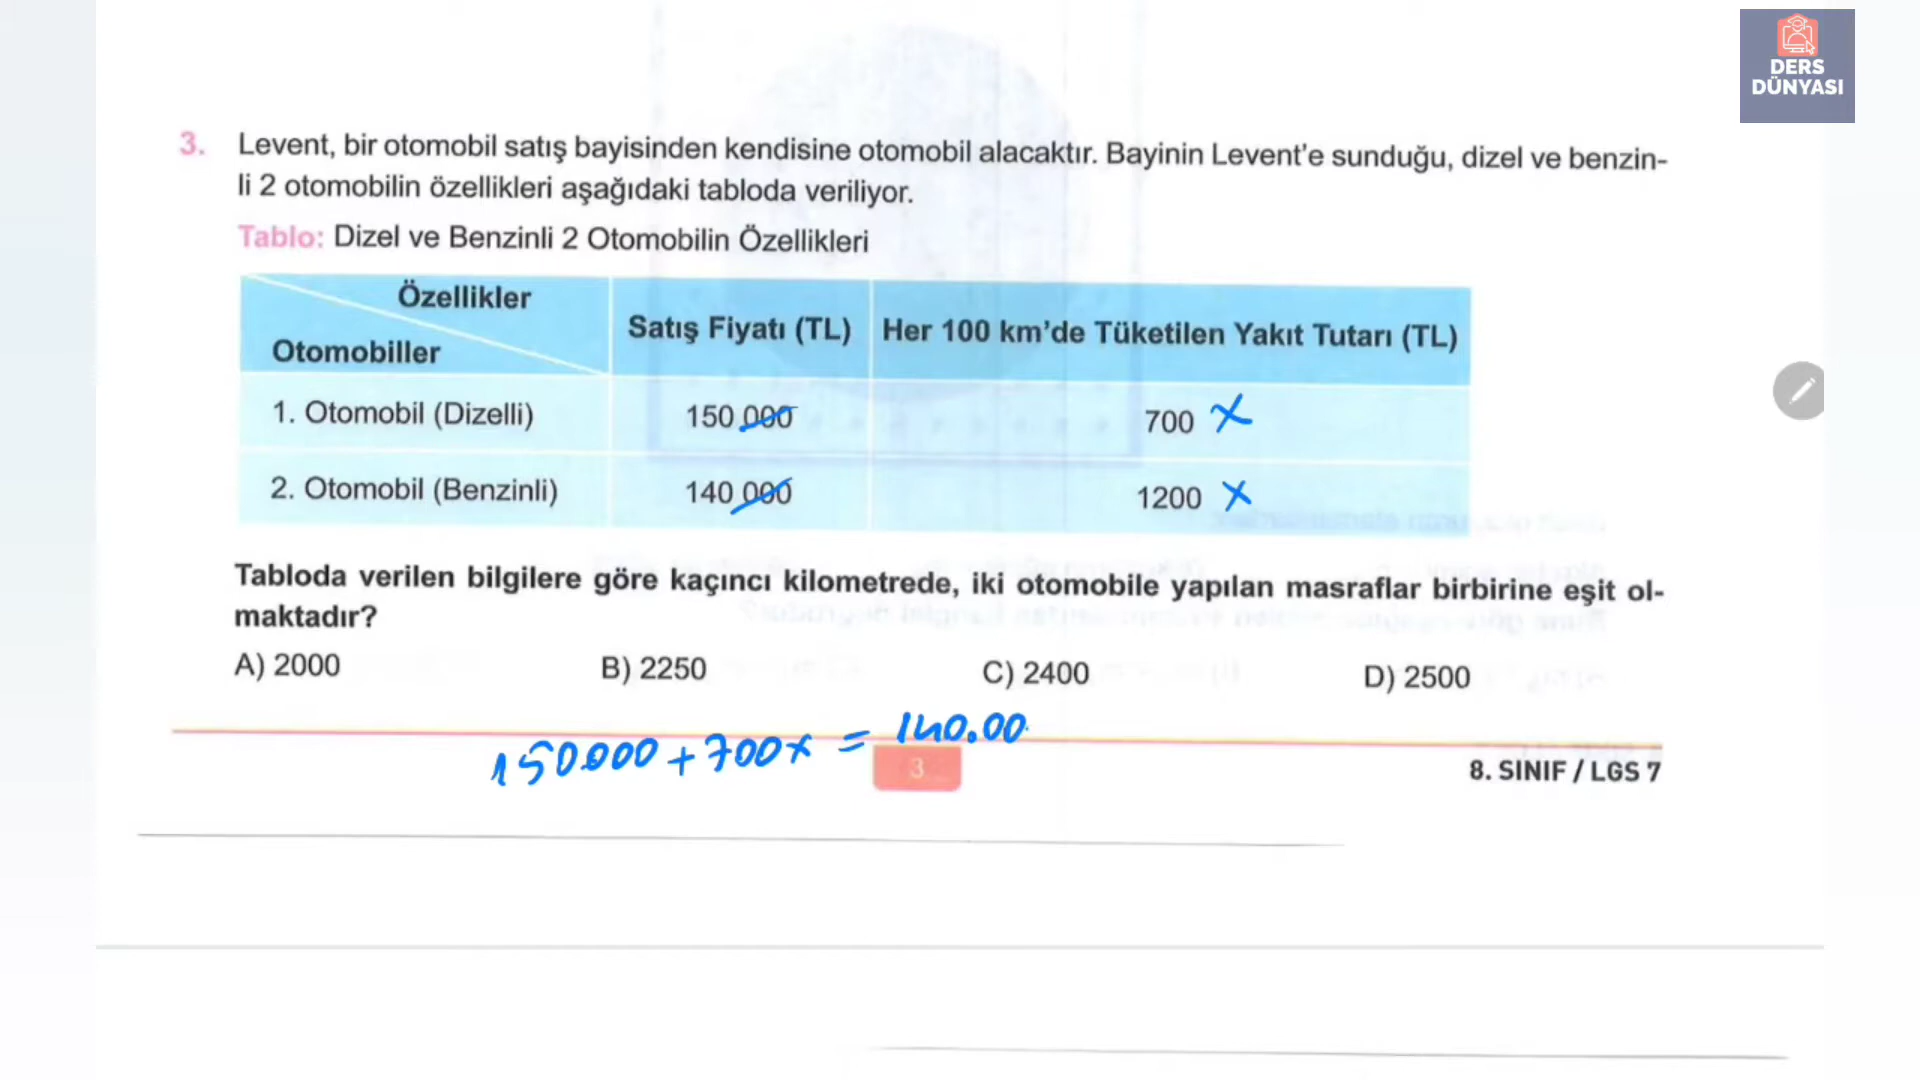 DERS
DÜNYASI
3. Levent, bir otomobil satış bayisinden kendisine otomobil alacaktır. Bayinin Levent'e sunduğu, dizel ve benzin-
li 2 otomobilin özellikleri aşağıdaki tabloda veriliyor.
Tablo: Dizel ve Benzinli 2 Otomobilin Özellikleri
Özellikler
Otomobiller
Satış Fiyatı (TL)
Her 100 km'de Tüketilen Yakıt Tutarı (TL)
1. Otomobil (Dizelli) 150.000 700 x
2. Otomobil (Benzinli) 140.000 1200 x
Tabloda verilen bilgilere göre kaçıncı kilometrede, iki otomobile yapılan masraflar birbirine eşit ol-
maktadır?
A) 2000 B) 2250 C) 2400 D) 2500
150.000 + 700x = 140.00
3
8. SINIF / LGS 7